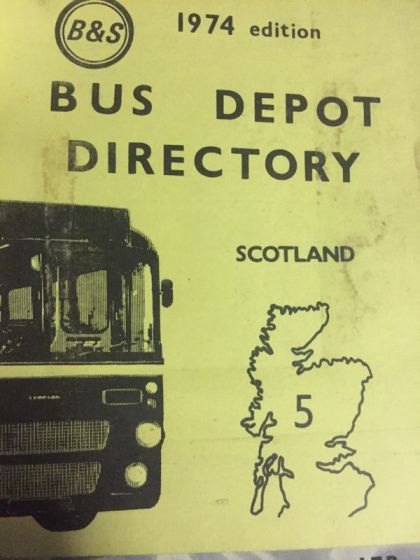 B&S
1974 edition
BUS DEPOT
DIRECTORY
SCOTLAND
5